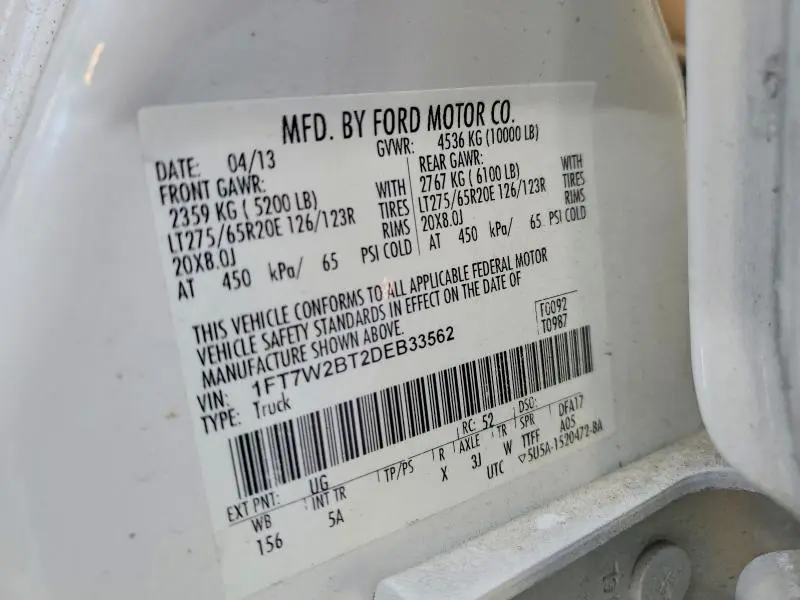 MFD. BY FORD MOTOR CO.
DATE: 04/13 GVWR: 4536 KG (10000 LB)
FRONT GAWR: REAR GAWR:
2359 KG ( 5200 LB) WITH 2767 KG ( 6100 LB) WITH
LT275/65R20E 126/123R TIRES LT275/65R20E 126/123R TIRES
20X8.0J RIMS 20X8.0J RIMS
AT 450 kPa/ 65 PSI COLD AT 450 kPa/ 65 PSI COLD
THIS VEHICLE CONFORMS TO ALL APPLICABLE FEDERAL MOTOR
VEHICLE SAFETY STANDARDS IN EFFECT ON THE DATE OF
MANUFACTURE SHOWN ABOVE.
F0092
T0987
VIN: 1FT7W2BT2DEB33562
TYPE: Truck
EXT PNT: UG RC: 52 DSO:
WB INT TR TP/PS R AXLE TR SPR DFA17
156 5A X 3J W TTFF A05
UTC 5U5A-1520472-BA